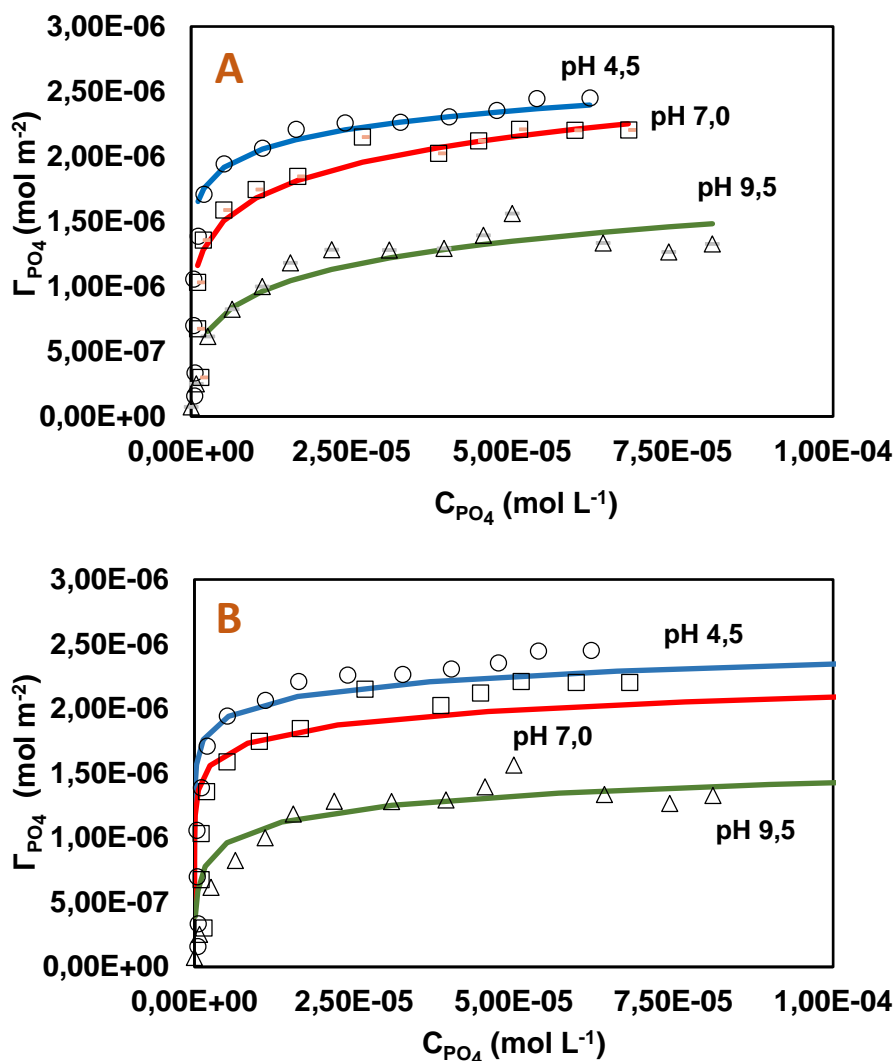 3,00E-06
A
pH 4,5
2,50E-06
pH 7,0
2,00E-06
pH 9,5
1,50E-06
1,00E-06
5,00E-07
0,00E+00
ΓPO4 (mol m-2)
0,00E+00 2,50E-05 5,00E-05 7,50E-05 1,00E-04
CPO4 (mol L-1)
3,00E-06
B
pH 4,5
2,50E-06
2,00E-06
pH 7,0
1,50E-06
1,00E-06
pH 9,5
5,00E-07
0,00E+00
ΓPO4 (mol m-2)
0,00E+00 2,50E-05 5,00E-05 7,50E-05 1,00E-04
CPO4 (mol L-1)